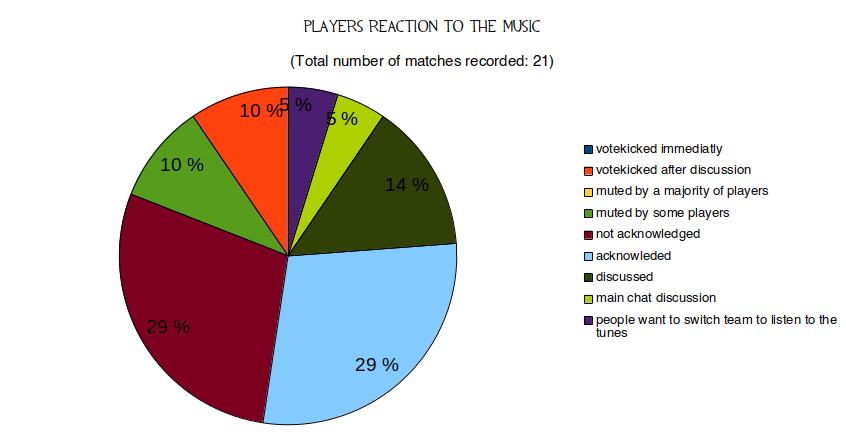 PLAYERS REACTION TO THE MUSIC
(Total number of matches recorded: 21)
10 %
5 %
5 %
10 %
14 %
29 %
29 %
votekicked immediatly
votekicked after discussion
muted by a majority of players
muted by some players
not acknowledged
acknowleded
discussed
main chat discussion
people want to switch team to listen to the
tunes